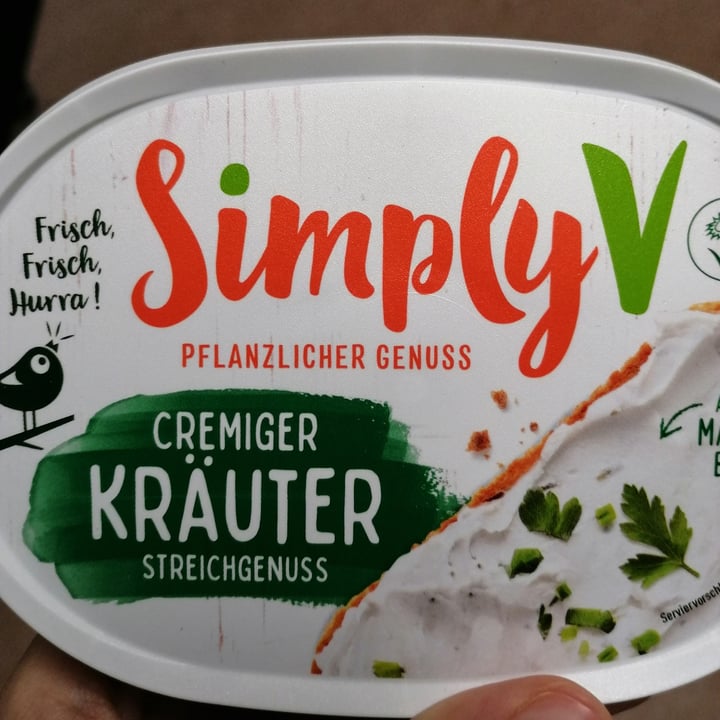 Frisch,
Frisch,
Hurra!
SimplyV
PFLANZLICHER GENUSS
CREMIGER
KRÄUTER
STREICHGENUSS